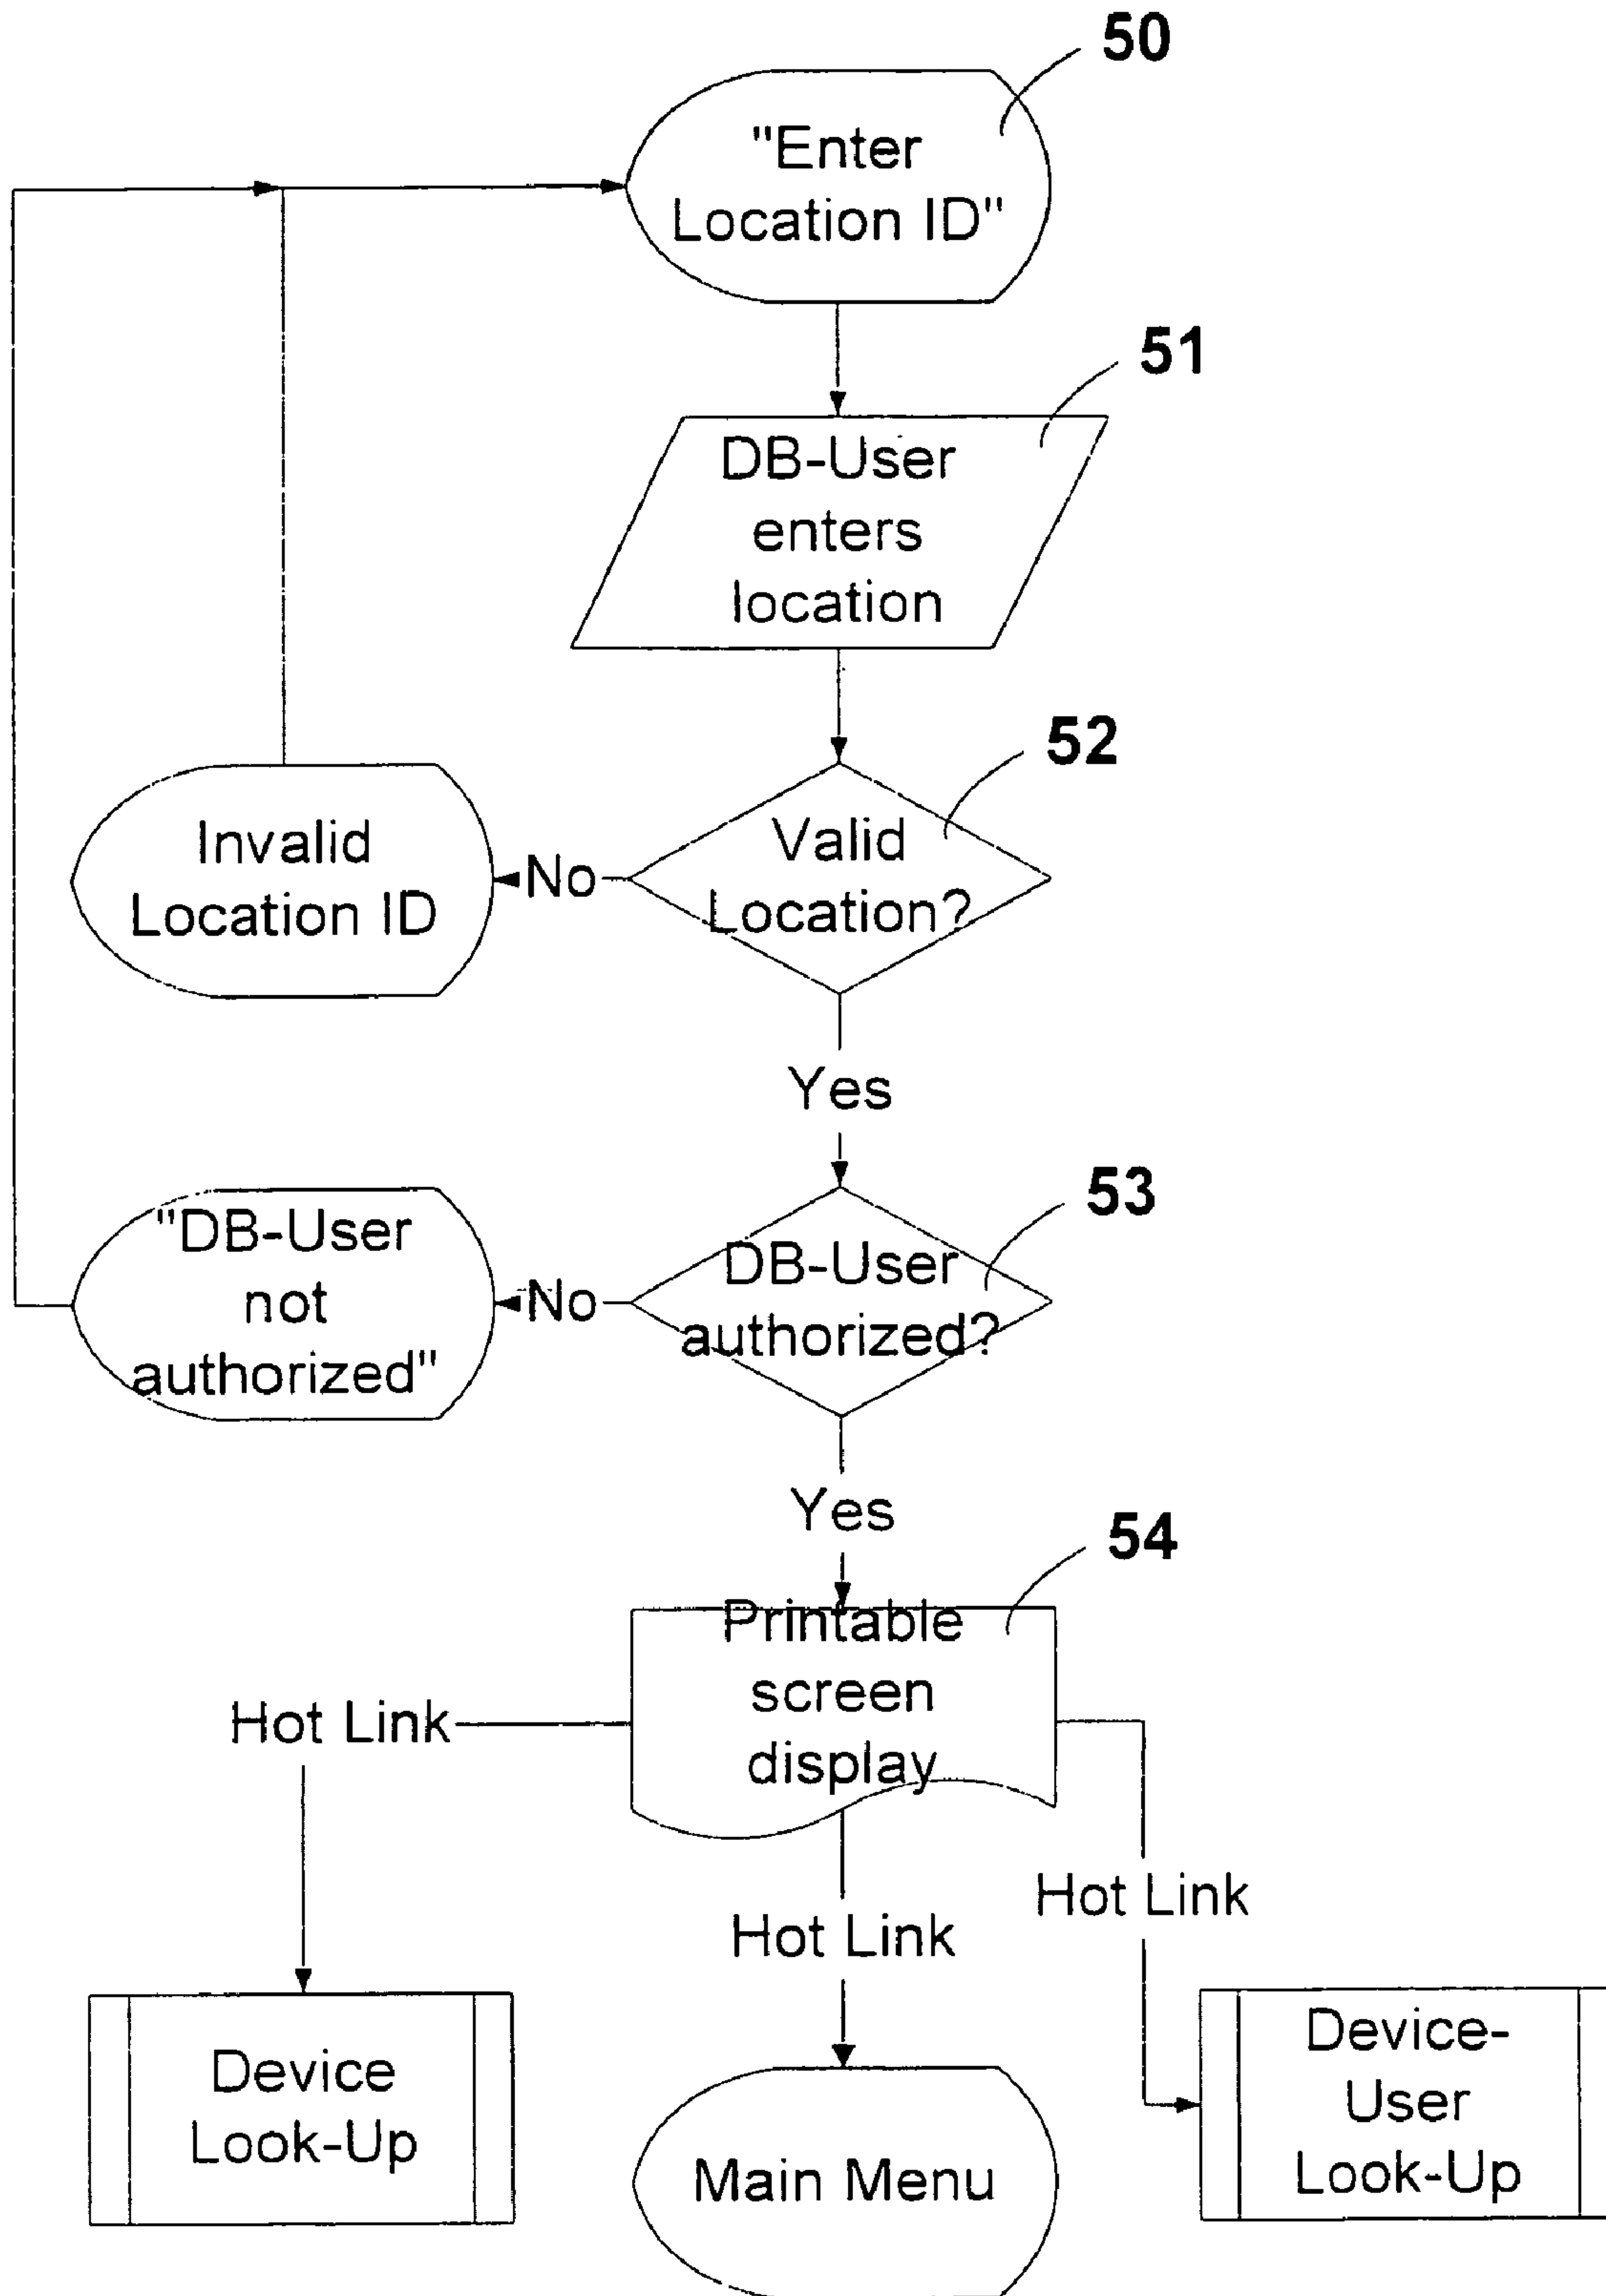 50
"Enter
Location ID"
51
DB-User
enters
location
52
Valid
Location?
No
Invalid
Location ID
Yes
53
DB-User
authorized?
No
"DB-User
not
authorized"
Yes
54
Printable
screen
display
Hot Link
Hot Link
Hot Link
Device
Look-Up
Main Menu
Device-
User
Look-Up